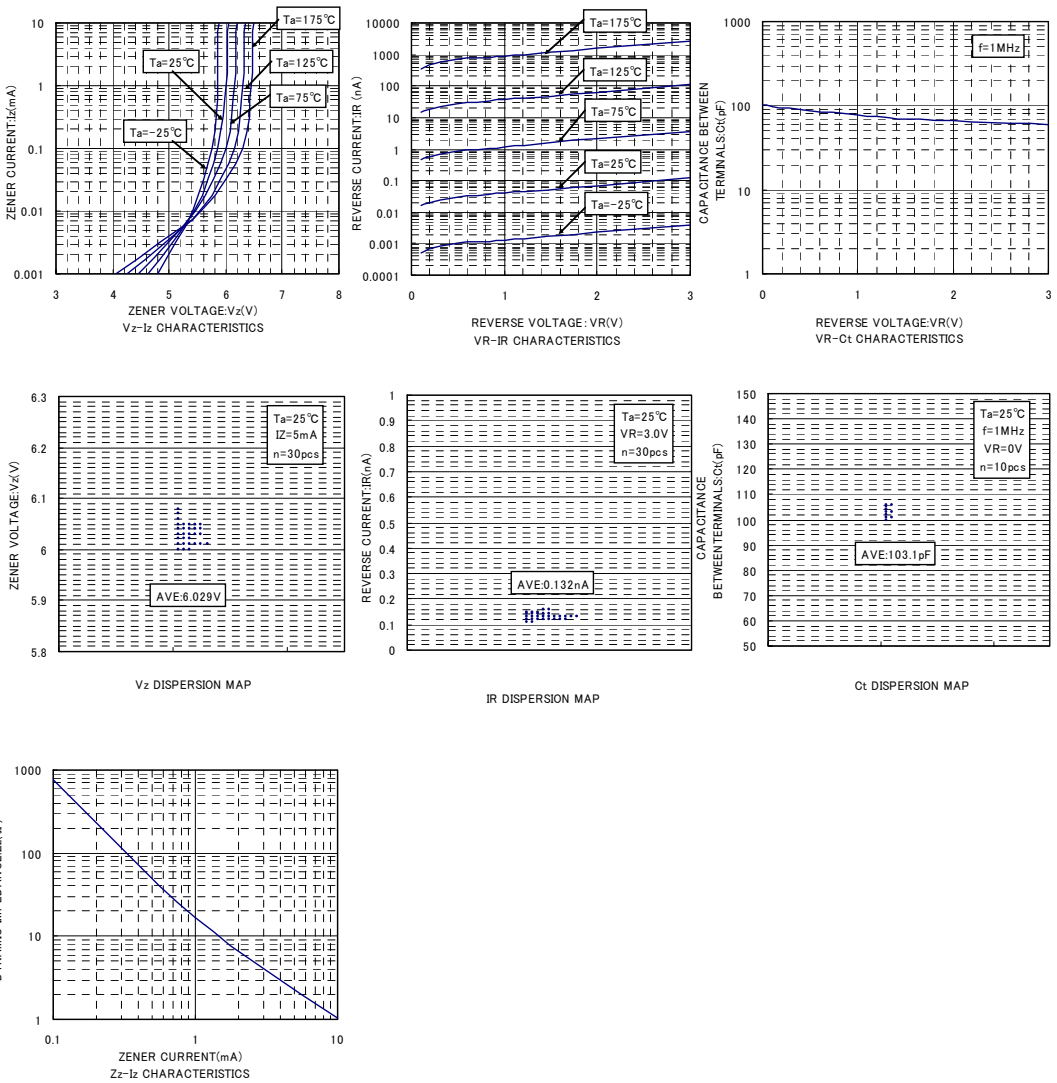 10
1
0.1
0.01
0.001
3 4 5 6 7 8
ZENER CURRENT:Iz(mA)
Ta=175℃
Ta=25℃
Ta=125℃
Ta=75℃
Ta=-25℃
ZENER VOLTAGE:Vz(V)
Vz-Iz CHARACTERISTICS
10000
1000
100
10
1
0.1
0.01
0.001
0.0001
0 1 2 3
REVERSE CURRENT:IR (nA)
Ta=175℃
Ta=125℃
Ta=75℃
Ta=25℃
Ta=-25℃
REVERSE VOLTAGE: VR(V)
VR-IR CHARACTERISTICS
1000
100
10
1
0 1 2 3
CAPACITANCE BETWEEN
TERMINALS:Ct(pF)
f=1MHz
REVERSE VOLTAGE:VR(V)
VR-Ct CHARACTERISTICS
6.3
6.2
6.1
6
5.9
5.8
ZENER VOLTAGE:Vz(V)
Ta=25℃
IZ=5mA
n=30pcs
AVE:6.029V
Vz DISPERSION MAP
1
0.9
0.8
0.7
0.6
0.5
0.4
0.3
0.2
0.1
0
REVERSE CURRENT:IR(nA)
Ta=25℃
VR=3.0V
n=30pcs
AVE:0.132nA
IR DISPERSION MAP
150
140
130
120
110
100
90
80
70
60
50
CAPACITANCE
BETWEEN TERMINALS:Ct(pF)
Ta=25℃
f=1MHz
VR=0V
n=10pcs
AVE:103.1pF
Ct DISPERSION MAP
1000
100
10
1
0.1 1 10
ZENER CURRENT(mA)
Zz-Iz CHARACTERISTICS